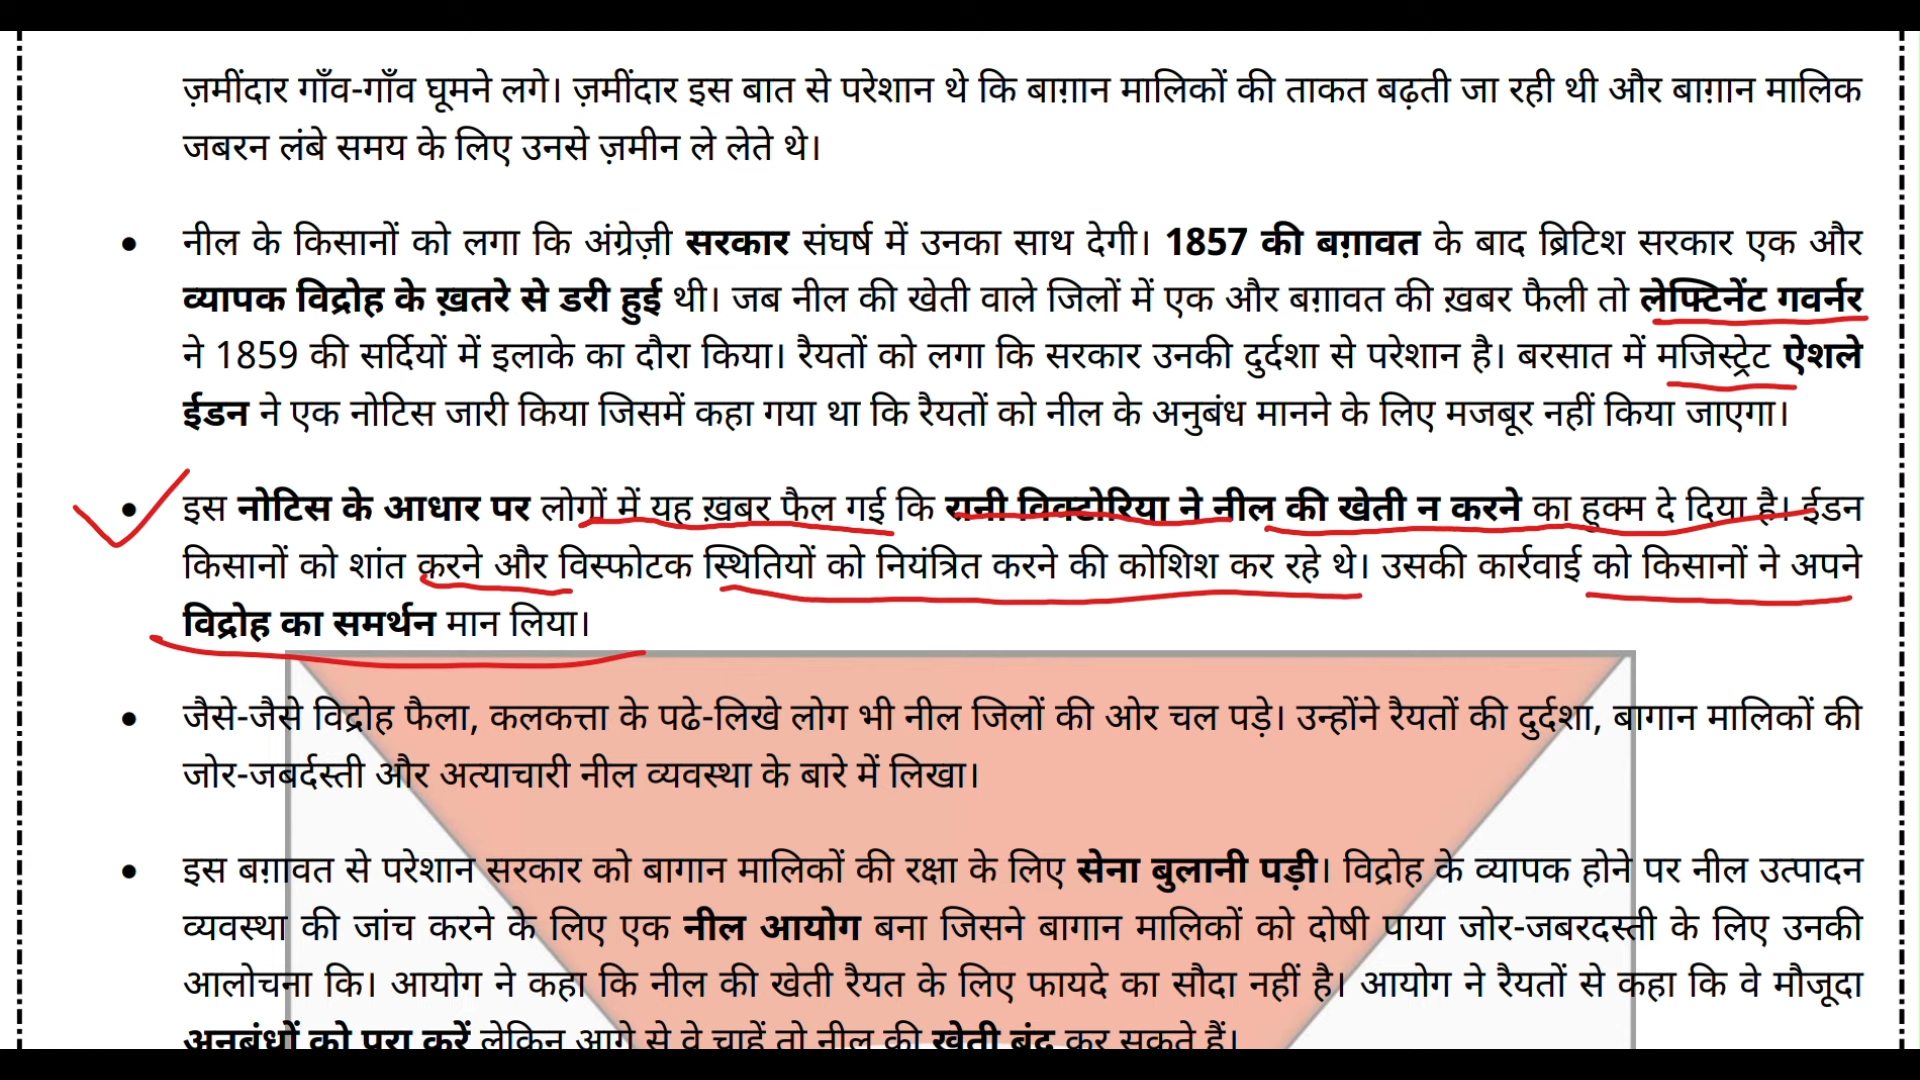 ज़मींदार गाँव-गाँव घूमने लगे। ज़मींदार इस बात से परेशान थे कि बाग़ान मालिकों की ताकत बढ़ती जा रही थी और बाग़ान मालिक
जबरन लंबे समय के लिए उनसे ज़मीन ले लेते थे।
• नील के किसानों को लगा कि अंग्रेज़ी सरकार संघर्ष में उनका साथ देगी। 1857 की बग़ावत के बाद ब्रिटिश सरकार एक और
व्यापक विद्रोह के ख़तरे से डरी हुई थी। जब नील की खेती वाले जिलों में एक और बग़ावत की ख़बर फैली तो लेफ्टिनेंट गवर्नर
ने 1859 की सर्दियों में इलाके का दौरा किया। रैयतों को लगा कि सरकार उनकी दुर्दशा से परेशान है। बरसात में मजिस्ट्रेट ऐशले
ईडन ने एक नोटिस जारी किया जिसमें कहा गया था कि रैयतों को नील के अनुबंध मानने के लिए मजबूर नहीं किया जाएगा।
• इस नोटिस के आधार पर लोगों में यह ख़बर फैल गई कि रानी विक्टोरिया ने नील की खेती न करने का हुक्म दे दिया है। ईडन
किसानों को शांत करने और विस्फोटक स्थितियों को नियंत्रित करने की कोशिश कर रहे थे। उसकी कार्रवाई को किसानों ने अपने
विद्रोह का समर्थन मान लिया।
• जैसे-जैसे विद्रोह फैला, कलकत्ता के पढे-लिखे लोग भी नील जिलों की ओर चल पड़े। उन्होंने रैयतों की दुर्दशा, बागान मालिकों की
जोर-जबर्दस्ती और अत्याचारी नील व्यवस्था के बारे में लिखा।
• इस बग़ावत से परेशान सरकार को बागान मालिकों की रक्षा के लिए सेना बुलानी पड़ी। विद्रोह के व्यापक होने पर नील उत्पादन
व्यवस्था की जांच करने के लिए एक नील आयोग बना जिसने बागान मालिकों को दोषी पाया जोर-जबरदस्ती के लिए उनकी
आलोचना कि। आयोग ने कहा कि नील की खेती रैयत के लिए फायदे का सौदा नहीं है। आयोग ने रैयतों से कहा कि वे मौजूदा
अनुबंधों को पूरा करें लेकिन आगे से वे चाहें तो नील की खेती बंद कर सकते हैं।